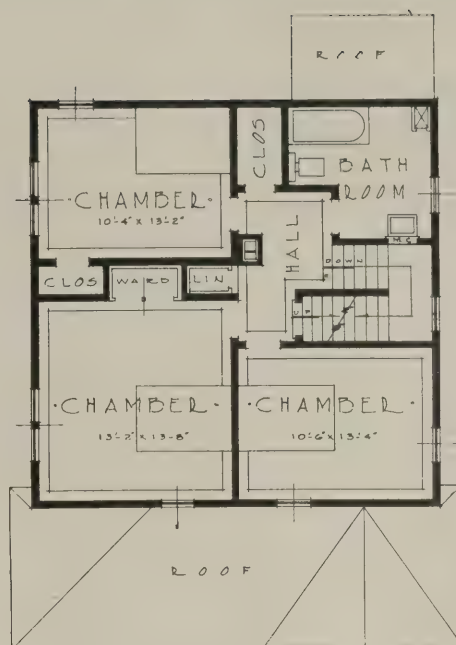 ROOF
CLOS
BATH
ROOM
CHAMBER
10'-4" x 13'-2"
HALL
M.C.
DOWN
CLOS
WARD
LIN
UP
CHAMBER
13'-2" x 13'-8"
CHAMBER
10'-6" x 13'-4"
ROOF